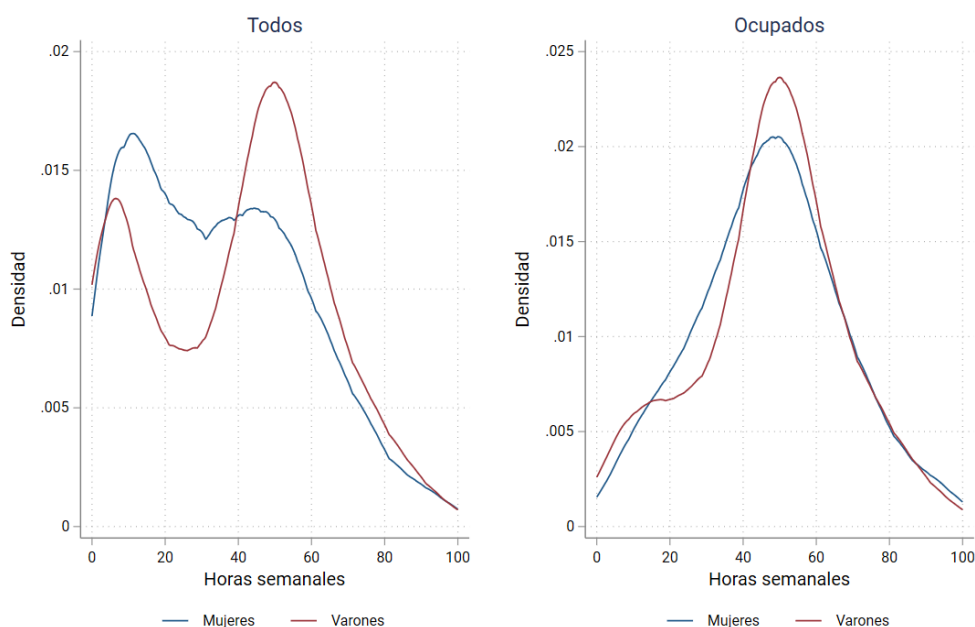 Todos
Densidad
.02
.015
.01
.005
0
0 20 40 60 80 100
Horas semanales
Mujeres Varones
Ocupados
Densidad
.025
.02
.015
.01
.005
0
0 20 40 60 80 100
Horas semanales
Mujeres Varones